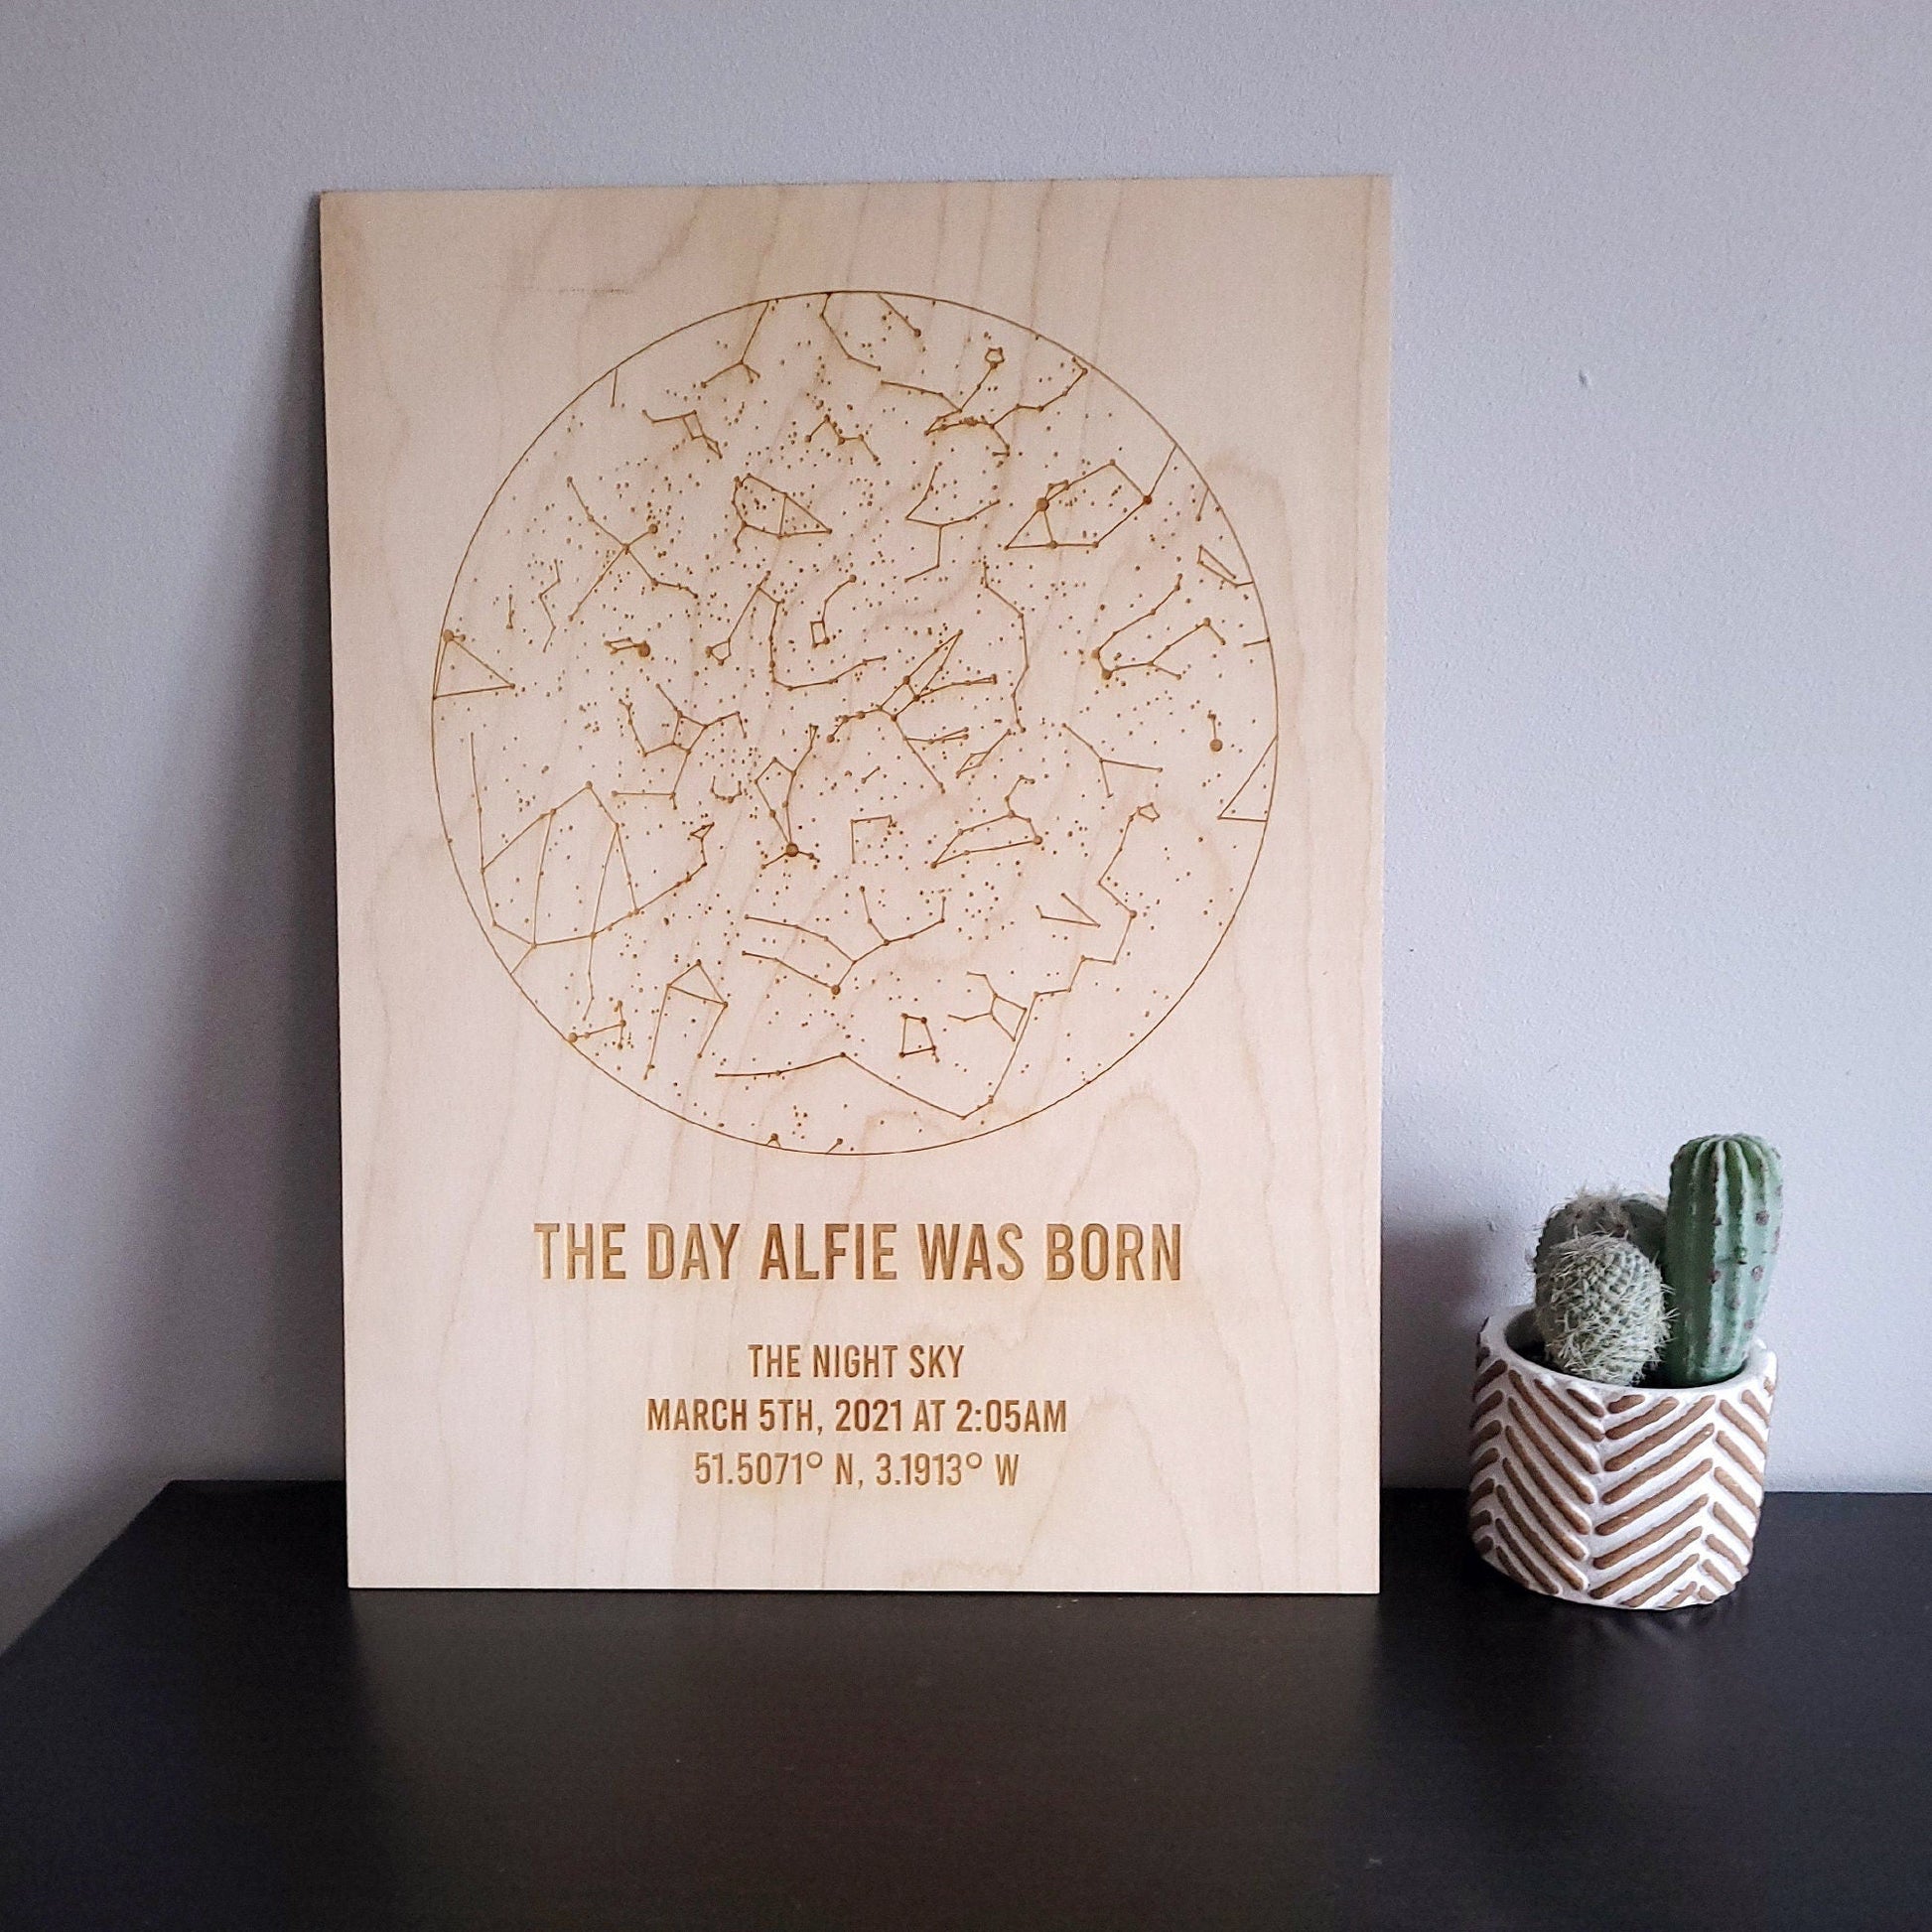 THE DAY ALFIE WAS BORN
THE NIGHT SKY
MARCH 5TH, 2021 AT 2:05AM
51.5071° N, 3.1913° W